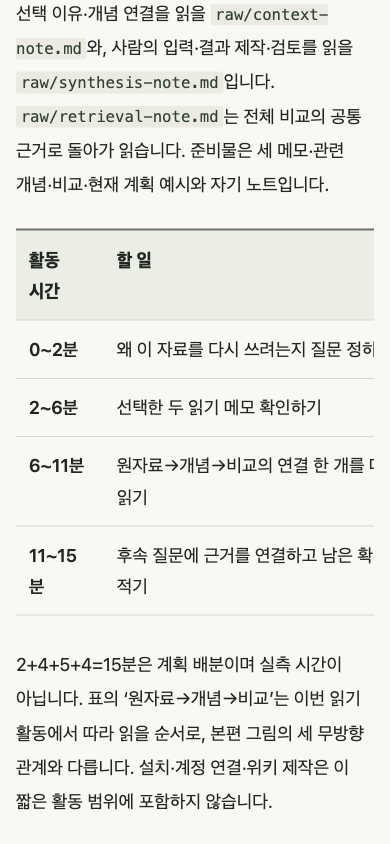 선택 이유·개념 연결을 읽을 raw/context-
note.md 와, 사람의 입력·결과 제작·검토를 읽을
raw/synthesis-note.md 입니다.
raw/retrieval-note.md 는 전체 비교의 공통
근거로 돌아가 읽습니다. 준비물은 세 메모·관련
개념·비교·현재 계획 예시와 자기 노트입니다.
활동 시간 할 일
0~2분 왜 이 자료를 다시 쓰려는지 질문 정하
2~6분 선택한 두 읽기 메모 확인하기
6~11분 원자료→개념→비교의 연결 한 개를
읽기
11~15분 후속 질문에 근거를 연결하고 남은 확
적기
2+4+5+4=15분은 계획 배분이며 실측 시간이
아닙니다. 표의 ‘원자료→개념→비교’는 이번 읽기
활동에서 따라 읽을 순서로, 본편 그림의 세 무방향
관계와 다릅니다. 설치·계정 연결·위키 제작은 이
짧은 활동 범위에 포함하지 않습니다.